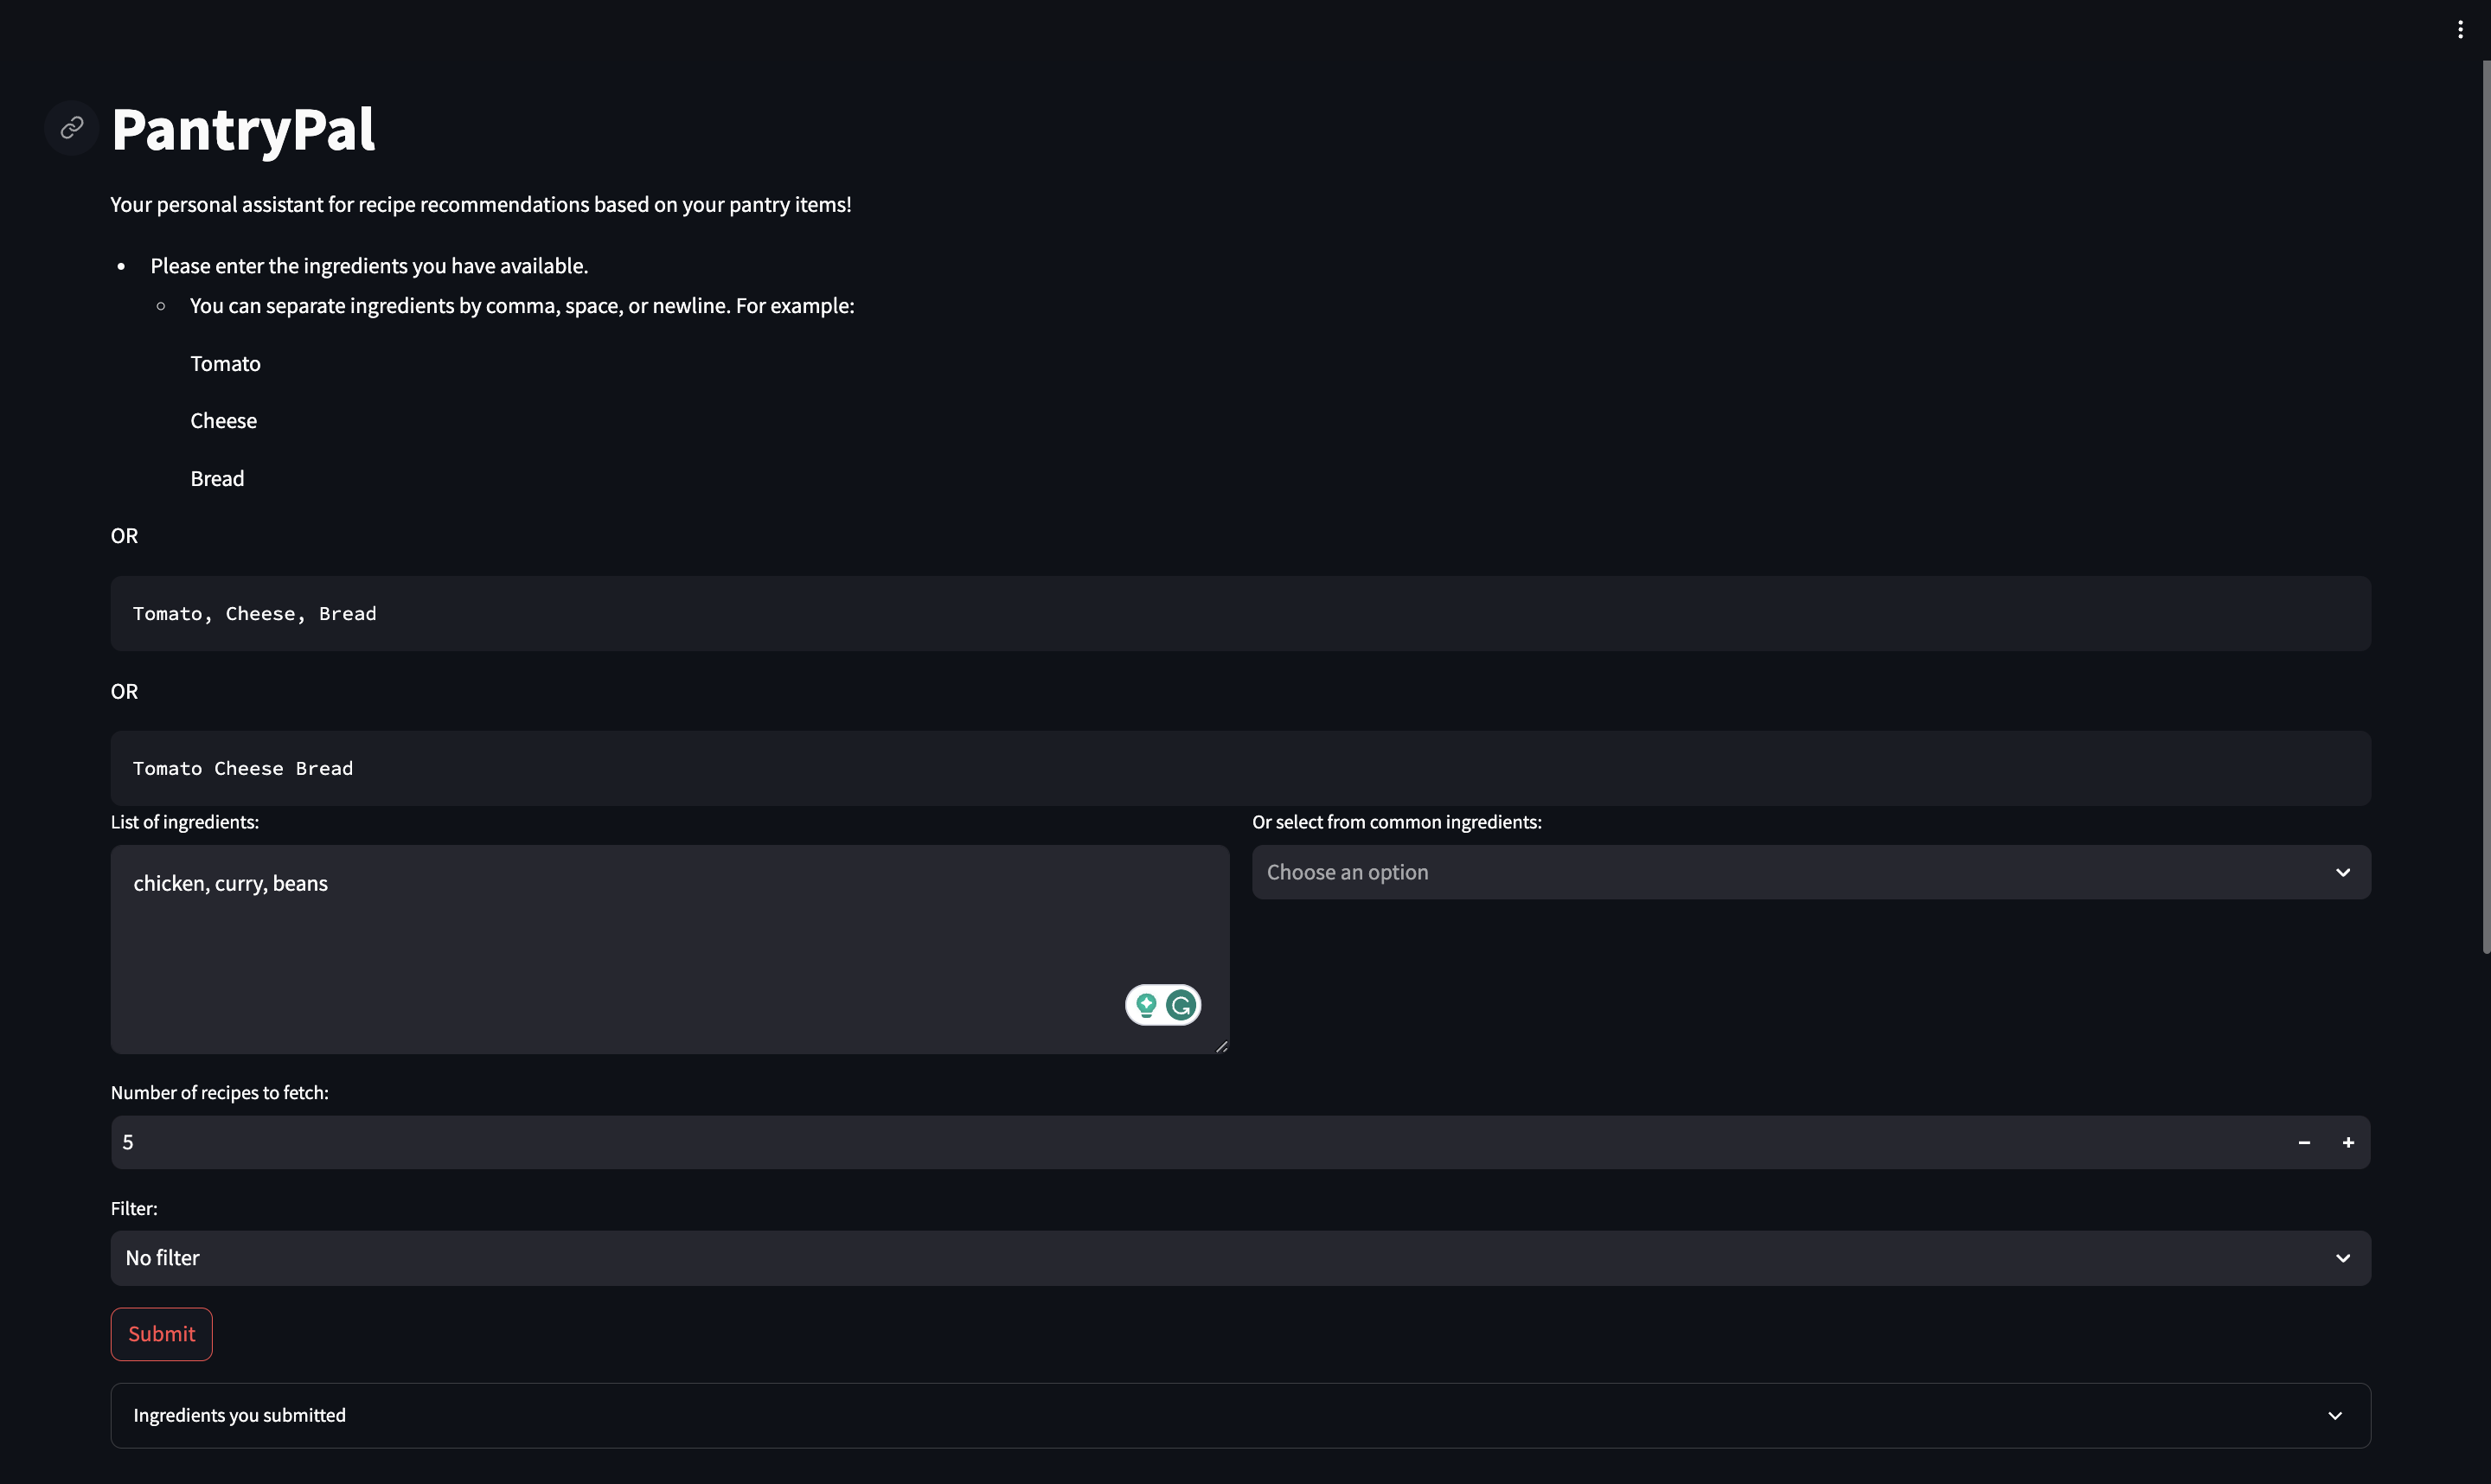 PantryPal
Your personal assistant for recipe recommendations based on your pantry items!
Please enter the ingredients you have available.
You can separate ingredients by comma, space, or newline. For example:
Tomato
Cheese
Bread
OR
Tomato, Cheese, Bread
OR
Tomato Cheese Bread
List of ingredients:
chicken, curry, beans
Or select from common ingredients:
Choose an option
Number of recipes to fetch:
5
Filter:
No filter
Submit
Ingredients you submitted